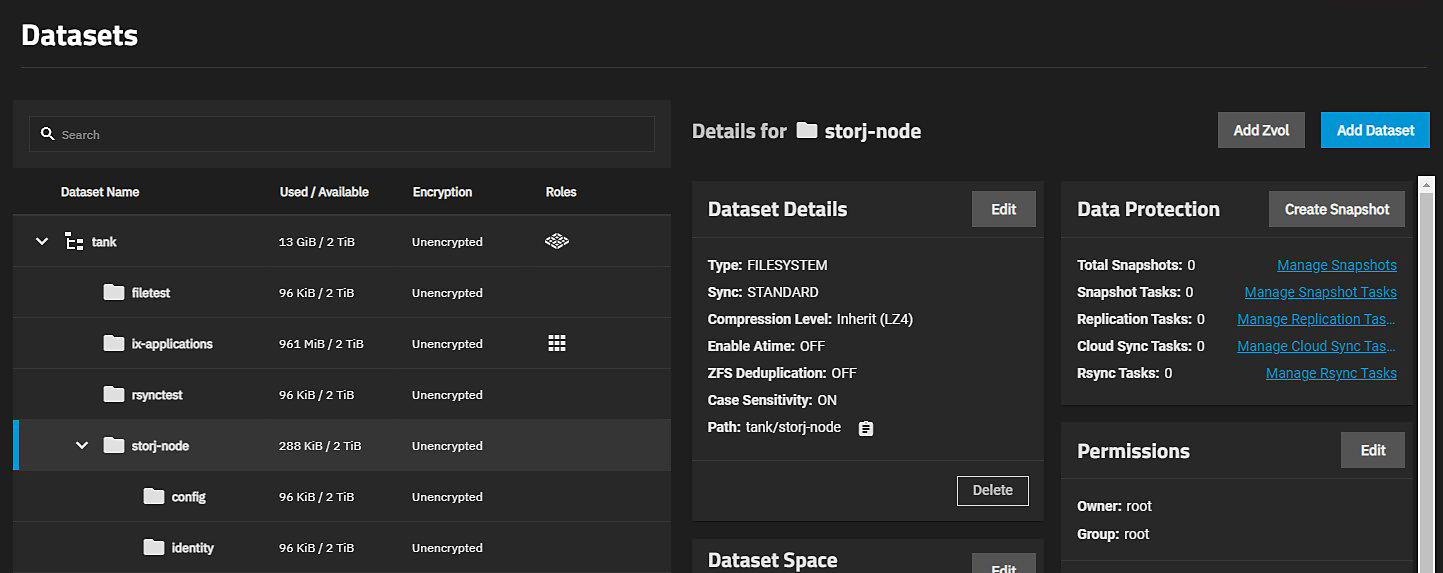 Datasets
Search
Dataset Name Used / Available Encryption Roles
tank 13 GiB / 2 TiB Unencrypted
filetest 96 KiB / 2 TiB Unencrypted
ix-applications 961 MiB / 2 TiB Unencrypted
rsynctest 96 KiB / 2 TiB Unencrypted
storj-node 288 KiB / 2 TiB Unencrypted
config 96 KiB / 2 TiB Unencrypted
identity 96 KiB / 2 TiB Unencrypted
Details for storj-node Add Zvol Add Dataset
Dataset Details Edit
Type: FILESYSTEM
Sync: STANDARD
Compression Level: Inherit (LZ4)
Enable Atime: OFF
ZFS Deduplication: OFF
Case Sensitivity: ON
Path: tank/storj-node
Delete
Dataset Space Edit
Data Protection Create Snapshot
Total Snapshots: 0 Manage Snapshots
Snapshot Tasks: 0 Manage Snapshot Tasks
Replication Tasks: 0 Manage Replication Tas...
Cloud Sync Tasks: 0 Manage Cloud Sync Tas...
Rsync Tasks: 0 Manage Rsync Tasks
Permissions Edit
Owner: root
Group: root